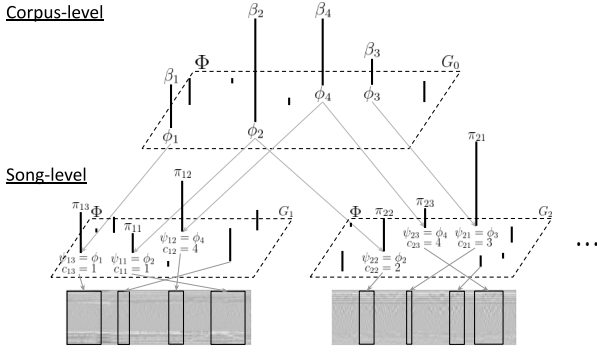 Corpus-level
β₂ β₄
β₃
Φ G₀
β₁
ϕ₄ ϕ₃
ϕ₁ ϕ₂
π₂₁
Song-level
π₁₂
π₁₃ Φ G₁ Φ π₂₂ π₂₃ G₂
π₁₁
ψ₁₂ = ϕ₄ ψ₂₃ = ϕ₄ ψ₂₁ = ϕ₃
c₁₂ = 4 c₂₃ = 4 c₂₁ = 3
ψ₁₃ = ϕ₁ ψ₁₁ = ϕ₂ ψ₂₂ = ϕ₂
c₁₃ = 1 c₁₁ = 1 c₂₂ = 2
...